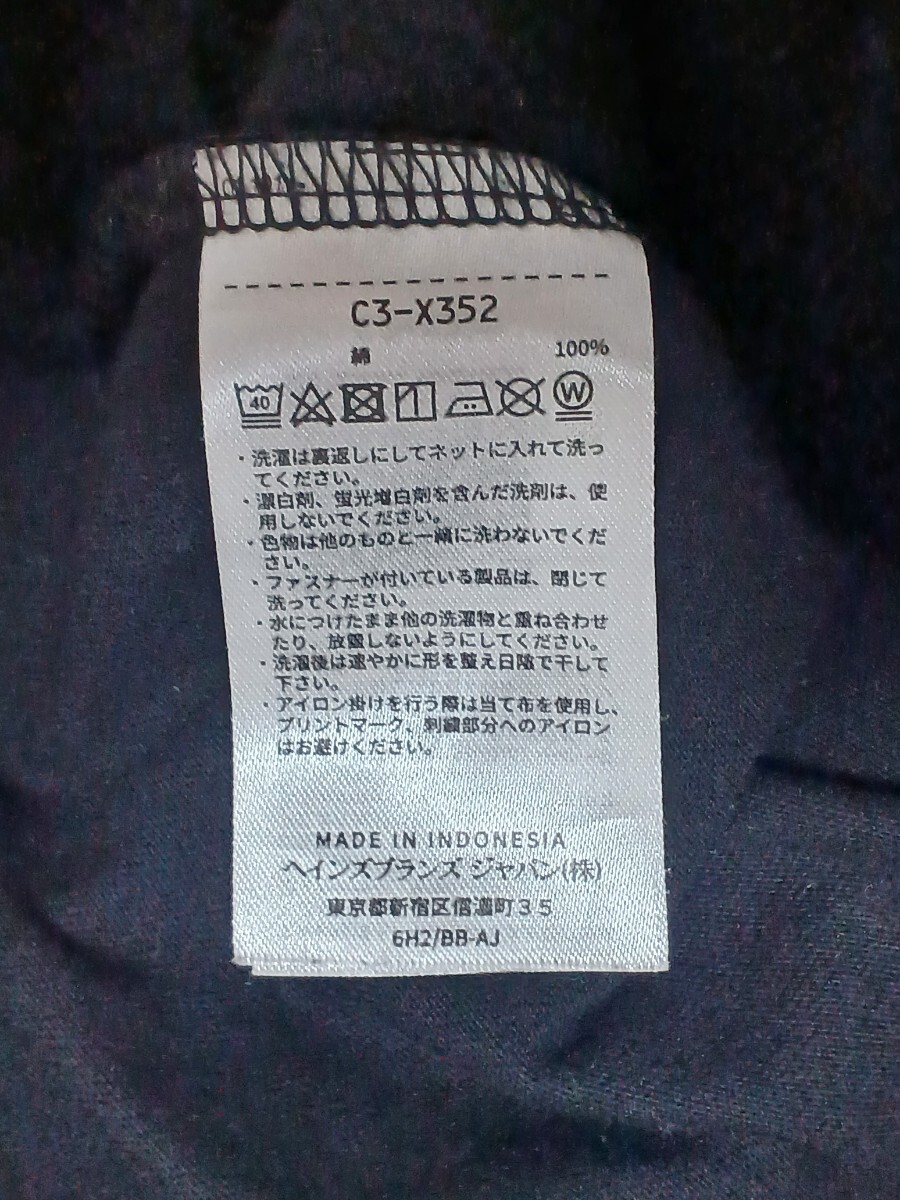 C3-X352
綿 100%
40 W
・洗濯は裏返しにしてネットに入れて洗っ
てください。
・漂白剤、蛍光増白剤を含んだ洗剤は、使
用しないでください。
・色物は他のものと一緒に洗わないでくだ
さい。
・ファスナーが付いている製品は、閉じて
洗ってください。
・水につけたまま他の洗濯物と重ね合わせ
たり、放置しないようにしてください。
・洗濯後は速やかに形を整え日陰で干して
下さい。
・アイロン掛けを行う際は当て布を使用し、
プリントマーク、刺繍部分へのアイロン
はお避けください。
MADE IN INDONESIA
ヘインズブランズ ジャパン(株)
東京都新宿区信濃町35
6H2/BB-AJ